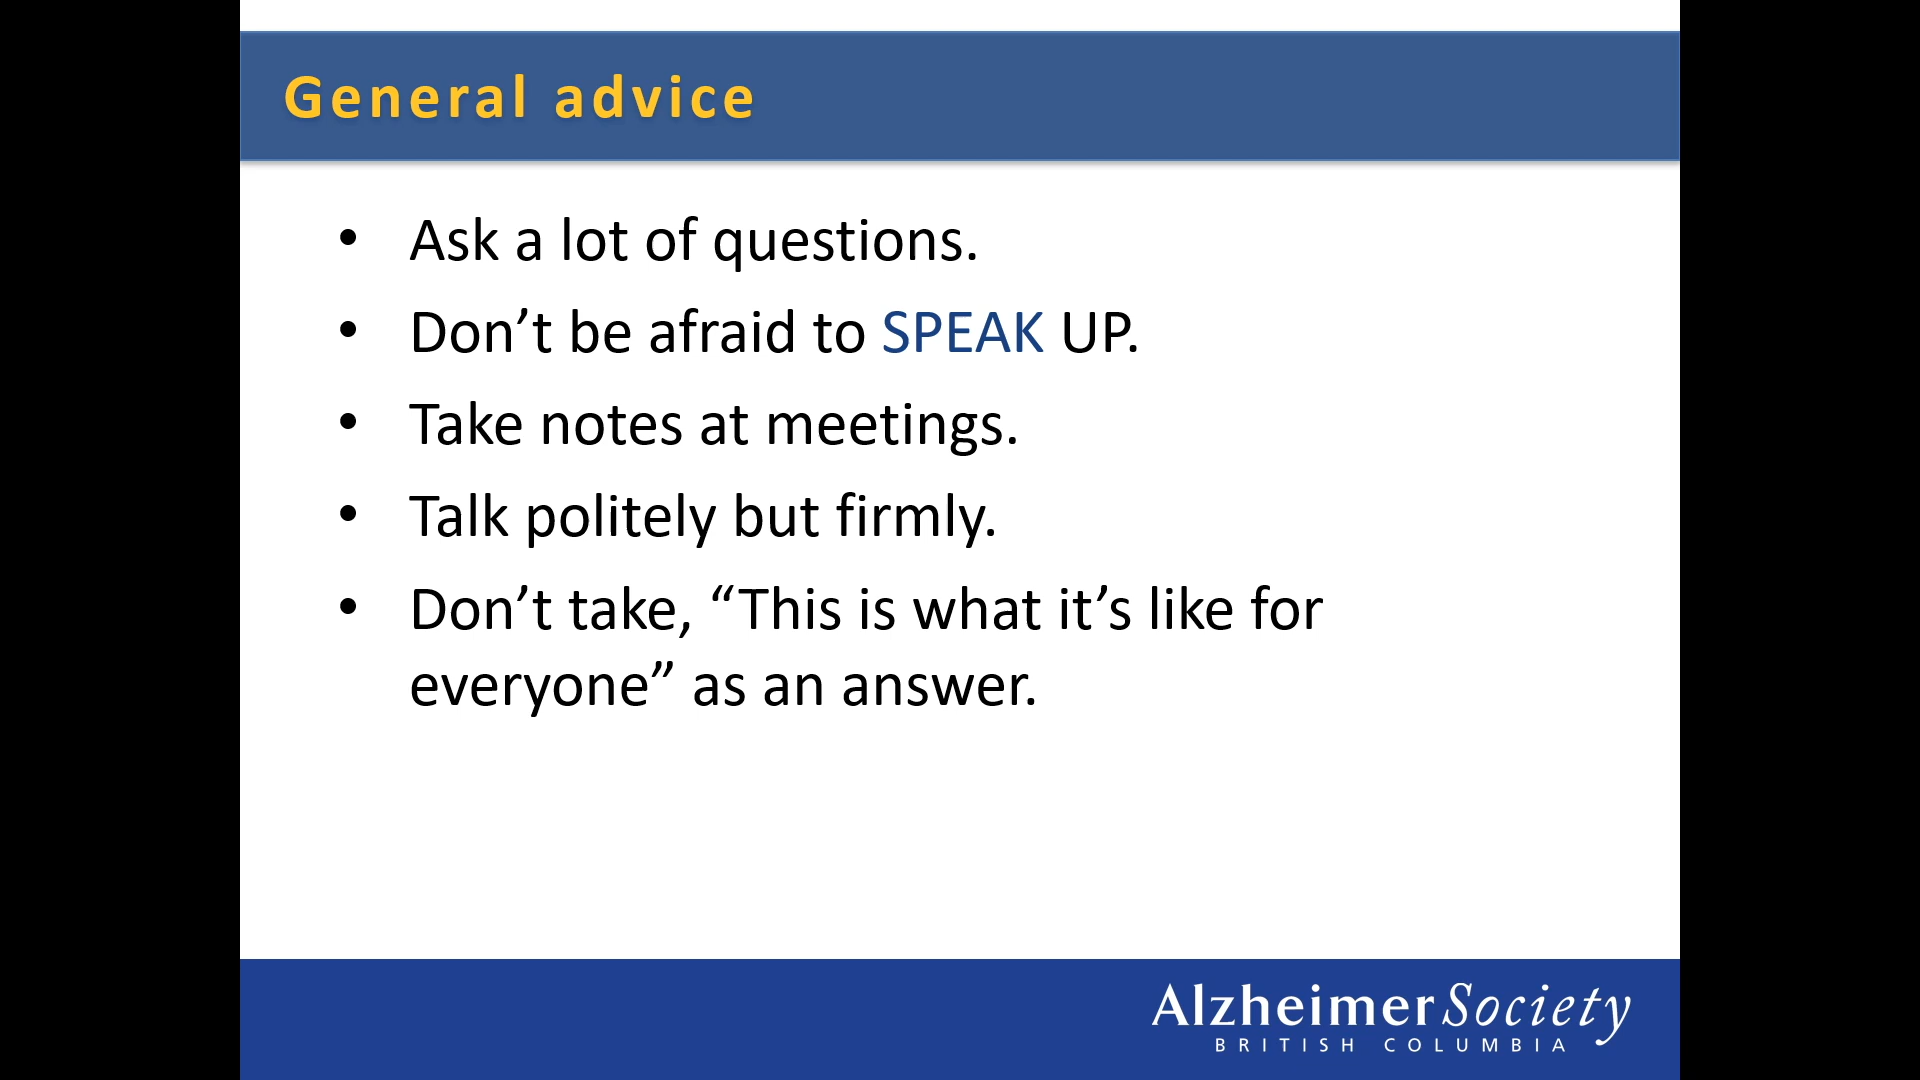 General advice
• Ask a lot of questions.
• Don’t be afraid to SPEAK UP.
• Take notes at meetings.
• Talk politely but firmly.
• Don’t take, “This is what it’s like for
everyone” as an answer.
AlzheimerSociety
BRITISH COLUMBIA